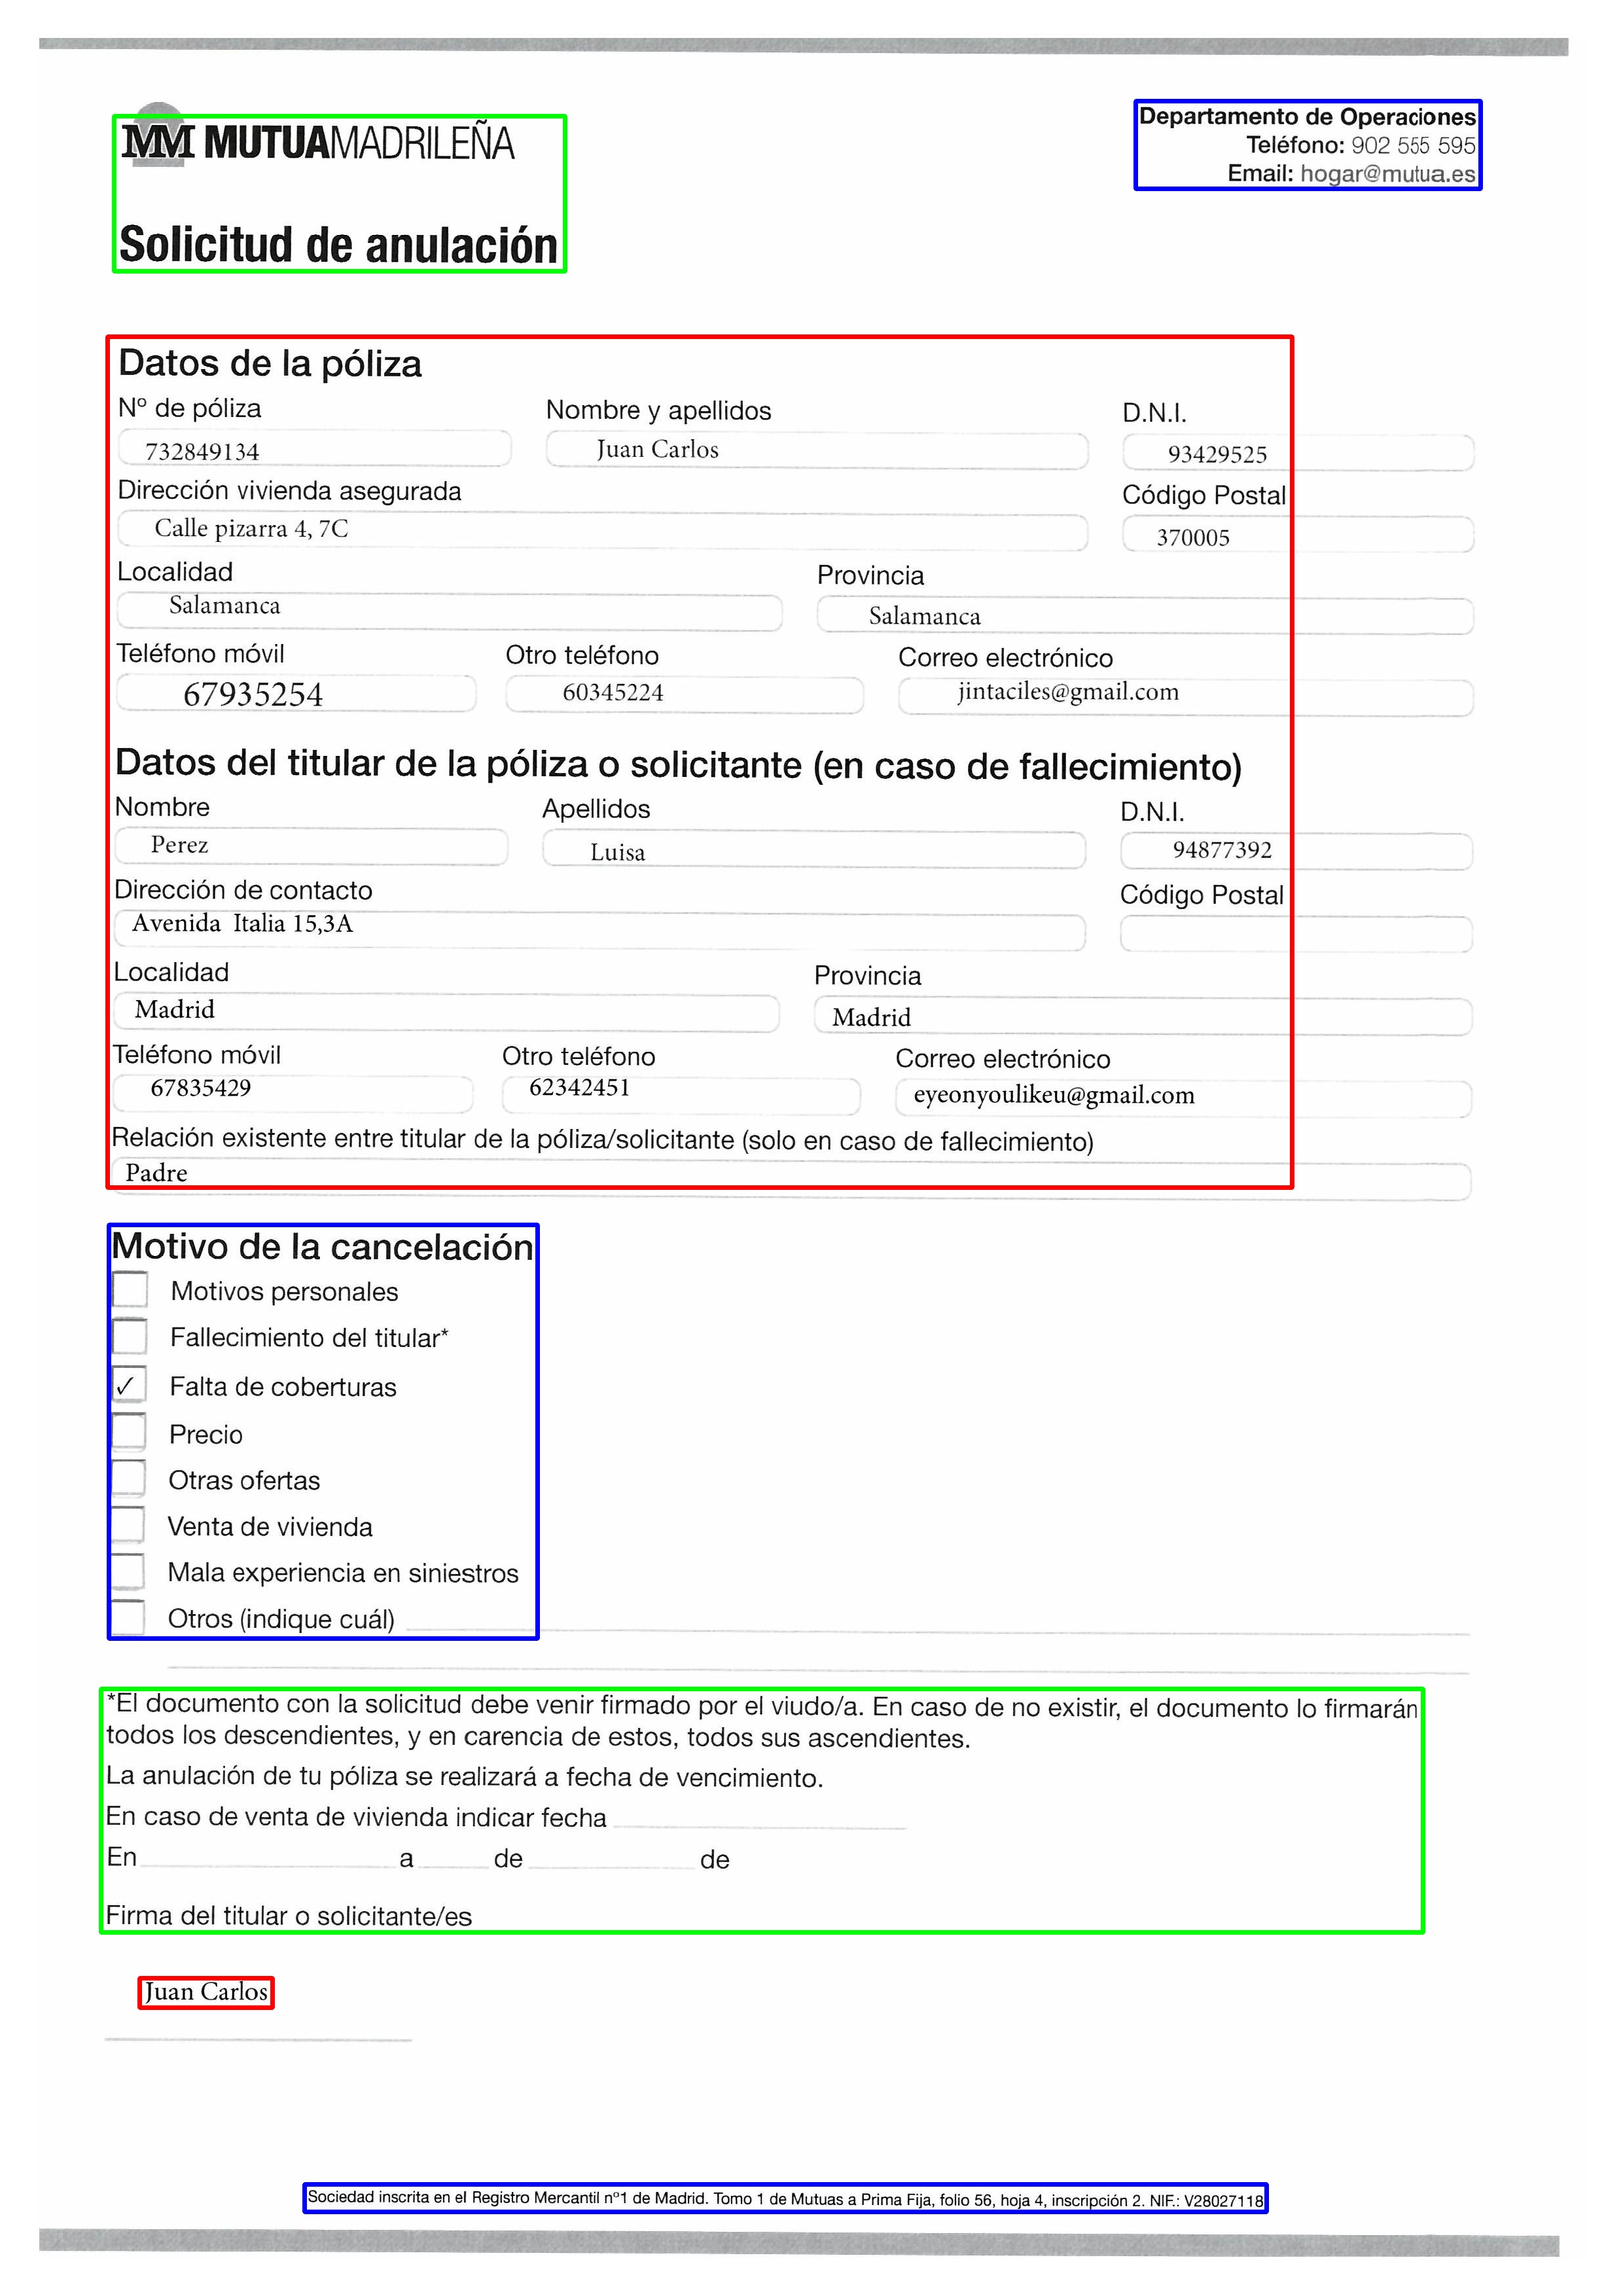 MM MUTUAMADRILEÑA
Departamento de Operaciones
Teléfono: 902 555 595
Email: hogar@mutua.es
Solicitud de anulación
Datos de la póliza
Nº de póliza Nombre y apellidos D.N.I.
732849134 Juan Carlos 93429525
Dirección vivienda asegurada Código Postal
Calle pizarra 4, 7C 370005
Localidad Provincia
Salamanca Salamanca
Teléfono móvil Otro teléfono Correo electrónico
67935254 60345224 jintaciles@gmail.com
Datos del titular de la póliza o solicitante (en caso de fallecimiento)
Nombre Apellidos D.N.I.
Perez Luisa 94877392
Dirección de contacto Código Postal
Avenida Italia 15,3A
Localidad Provincia
Madrid Madrid
Teléfono móvil Otro teléfono Correo electrónico
67835429 62342451 eyeonyoulikeu@gmail.com
Relación existente entre titular de la póliza/solicitante (solo en caso de fallecimiento)
Padre
Motivo de la cancelación
Motivos personales
Fallecimiento del titular*
✓ Falta de coberturas
Precio
Otras ofertas
Venta de vivienda
Mala experiencia en siniestros
Otros (indique cuál)
*El documento con la solicitud debe venir firmado por el viudo/a. En caso de no existir, el documento lo firmarán
todos los descendientes, y en carencia de estos, todos sus ascendientes.
La anulación de tu póliza se realizará a fecha de vencimiento.
En caso de venta de vivienda indicar fecha
En a de de
Firma del titular o solicitante/es
Juan Carlos
Sociedad inscrita en el Registro Mercantil nº1 de Madrid. Tomo 1 de Mutuas a Prima Fija, folio 56, hoja 4, inscripción 2. NIF.: V28027118